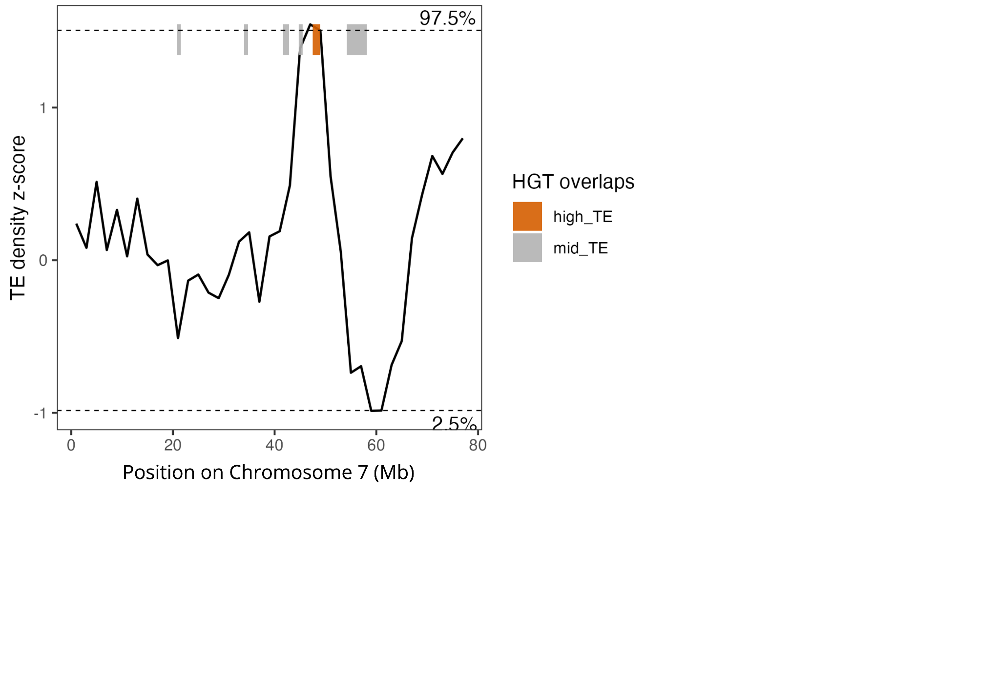 97.5%
1
0
-1
TE density z-score
2.5%
0 20 40 60 80
Position on Chromosome 7 (Mb)
HGT overlaps
high_TE
mid_TE